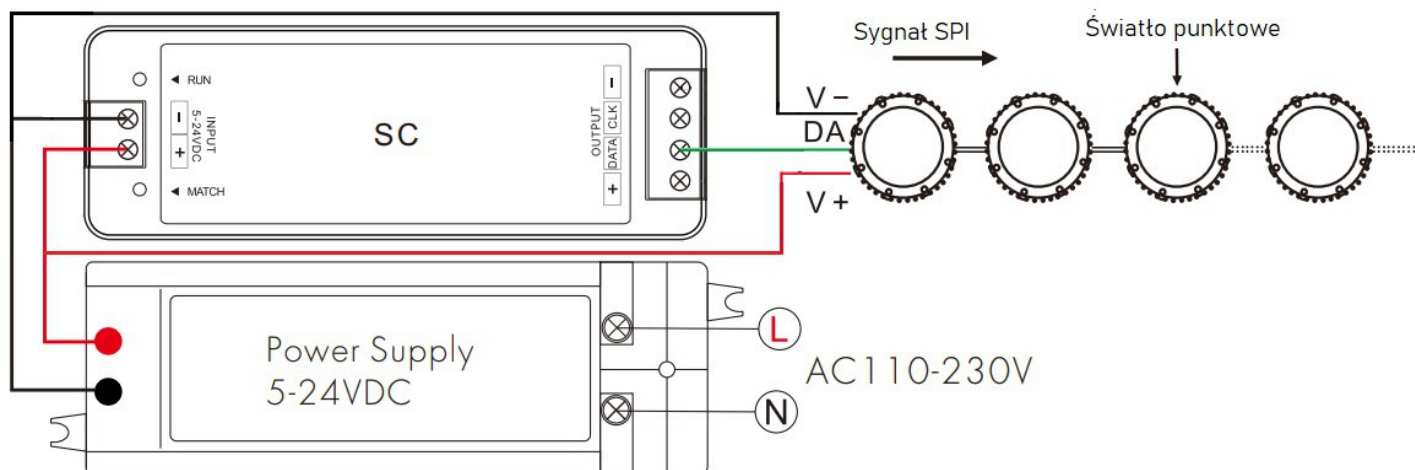 Sygnał SPI
Światło punktowe
RUN
INPUT
5-24VDC
-
+
MATCH
SC
OUTPUT
-
CLK
DATA
+
V-
DA
V+
Power Supply
5-24VDC
L
N
AC110-230V